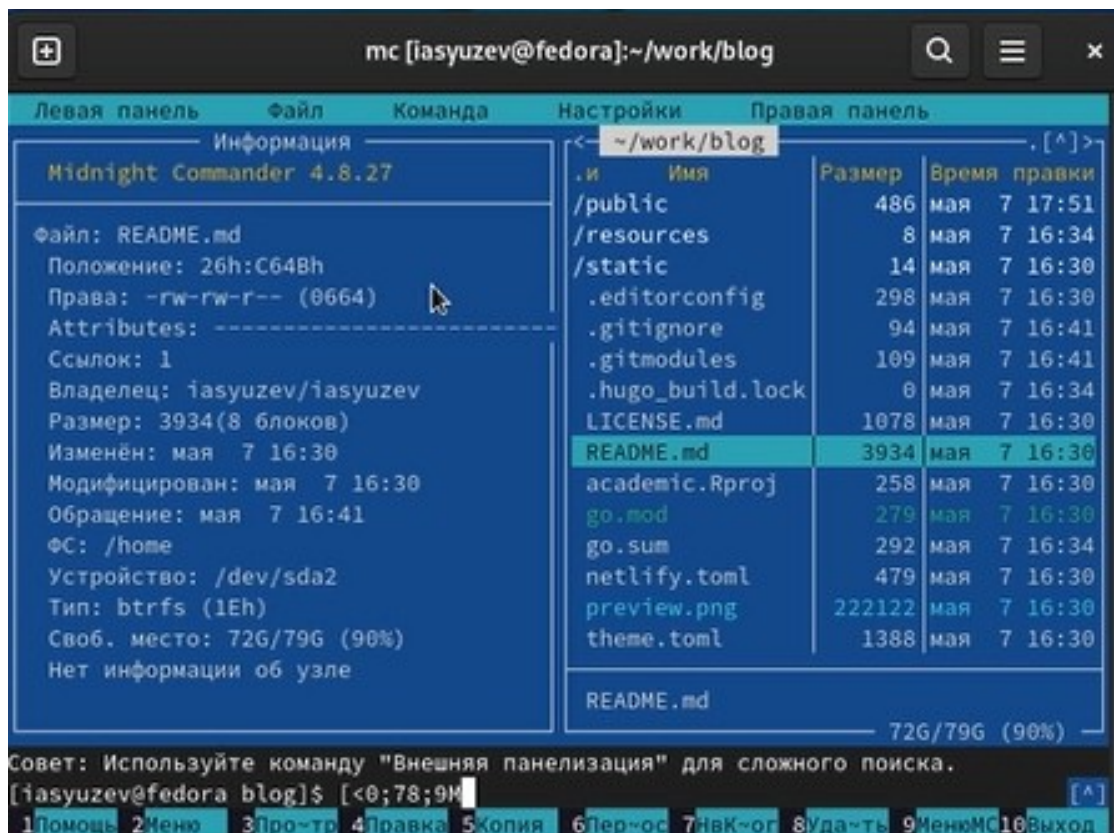 mc [iasyuzev@fedora]:~/work/blog
Левая панель Файл Команда Настройки Правая панель
Информация
Midnight Commander 4.8.27
Файл: README.md
Положение: 26h:C64Bh
Права: -rw-rw-r-- (0664)
Attributes: --------------------------
Ссылок: 1
Владелец: iasyuzev/iasyuzev
Размер: 3934(8 блоков)
Изменён: мая 7 16:30
Модифицирован: мая 7 16:30
Обращение: мая 7 16:41
ФС: /home
Устройство: /dev/sda2
Тип: btrfs (1Eh)
Своб. место: 72G/79G (90%)
Нет информации об узле
<- ~/work/blog .[^]>
.и Имя Размер Время правки
/public 486 мая 7 17:51
/resources 8 мая 7 16:34
/static 14 мая 7 16:30
.editorconfig 298 мая 7 16:30
.gitignore 94 мая 7 16:41
.gitmodules 109 мая 7 16:41
.hugo_build.lock 0 мая 7 16:34
LICENSE.md 1078 мая 7 16:30
README.md 3934 мая 7 16:30
academic.Rproj 258 мая 7 16:30
go.mod 279 мая 7 16:30
go.sum 292 мая 7 16:34
netlify.toml 479 мая 7 16:30
preview.png 222122 мая 7 16:30
theme.toml 1388 мая 7 16:30
README.md
72G/79G (90%)
Совет: Используйте команду "Внешняя панелизация" для сложного поиска.
[iasyuzev@fedora blog]$ [<0;78;9M [^]
1Помощь 2Меню 3Про~тр 4Правка 5Копия 6Пер~ос 7НвК~ог 8Уда~ть 9МенюMC 10Выход